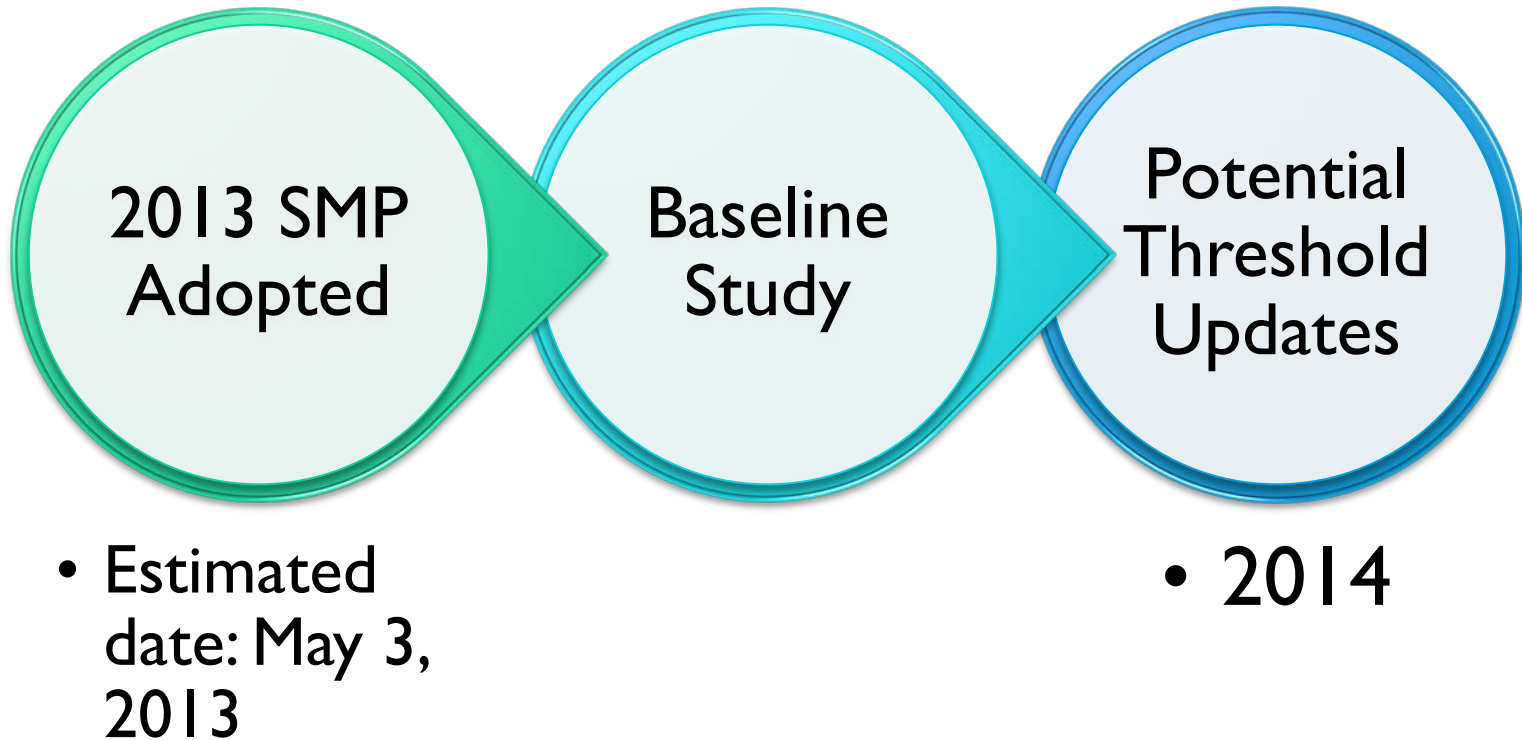 2013 SMP
Adopted
Baseline
Study
Potential
Threshold
Updates
• Estimated
date: May 3,
2013
• 2014